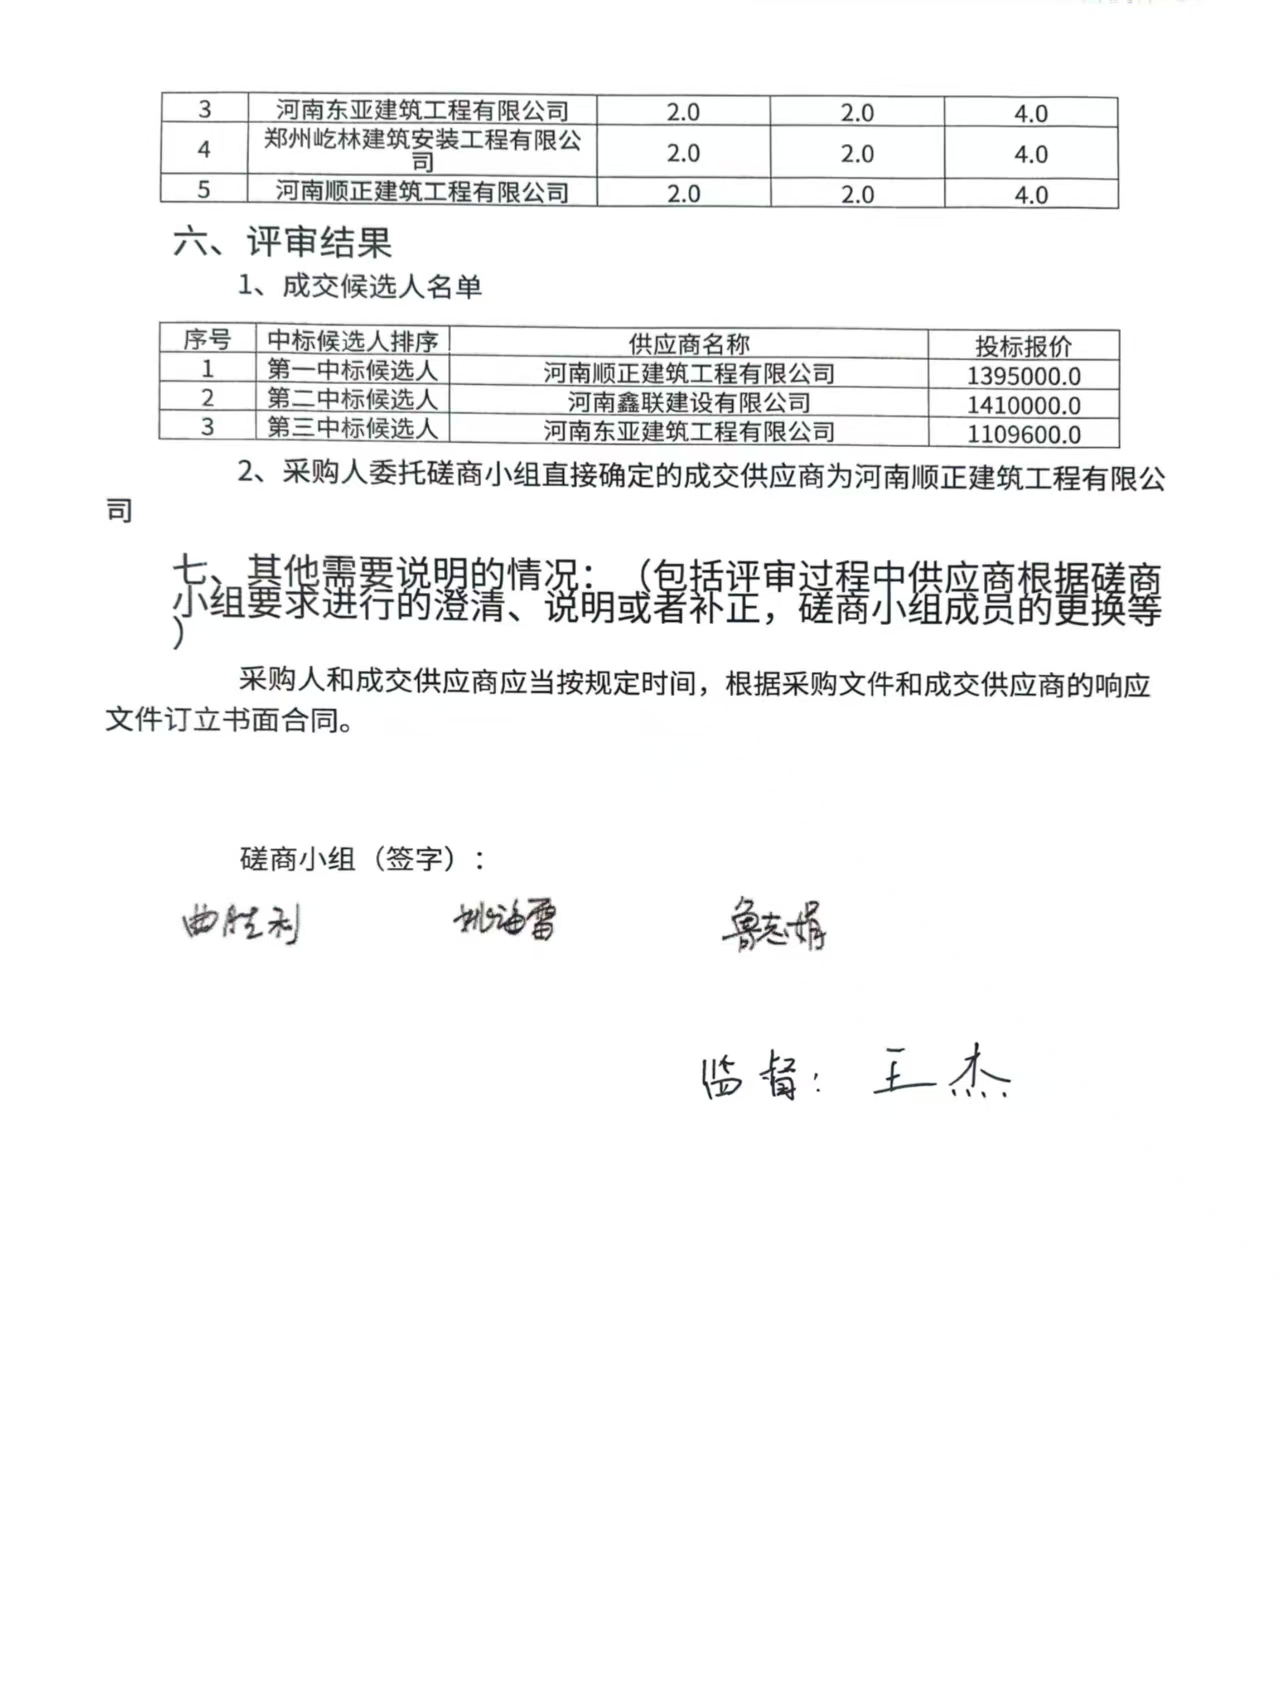 3 河南东亚建筑工程有限公司 2.0 2.0 4.0
4 郑州屹林建筑安装工程有限公司 2.0 2.0 4.0
5 河南顺正建筑工程有限公司 2.0 2.0 4.0
六、评审结果
1、成交候选人名单
序号 中标候选人排序 供应商名称 投标报价
1 第一中标候选人 河南顺正建筑工程有限公司 1395000.0
2 第二中标候选人 河南鑫联建设有限公司 1410000.0
3 第三中标候选人 河南东亚建筑工程有限公司 1109600.0
2、采购人委托磋商小组直接确定的成交供应商为河南顺正建筑工程有限公
司
七、其他需要说明的情况：（包括评审过程中供应商根据磋商
小组要求进行的澄清、说明或者补正，磋商小组成员的更换等
）
采购人和成交供应商应当按规定时间，根据采购文件和成交供应商的响应
文件订立书面合同。
磋商小组（签字）：
曲胜利 姚海雷 鲁志娟
监督：王杰